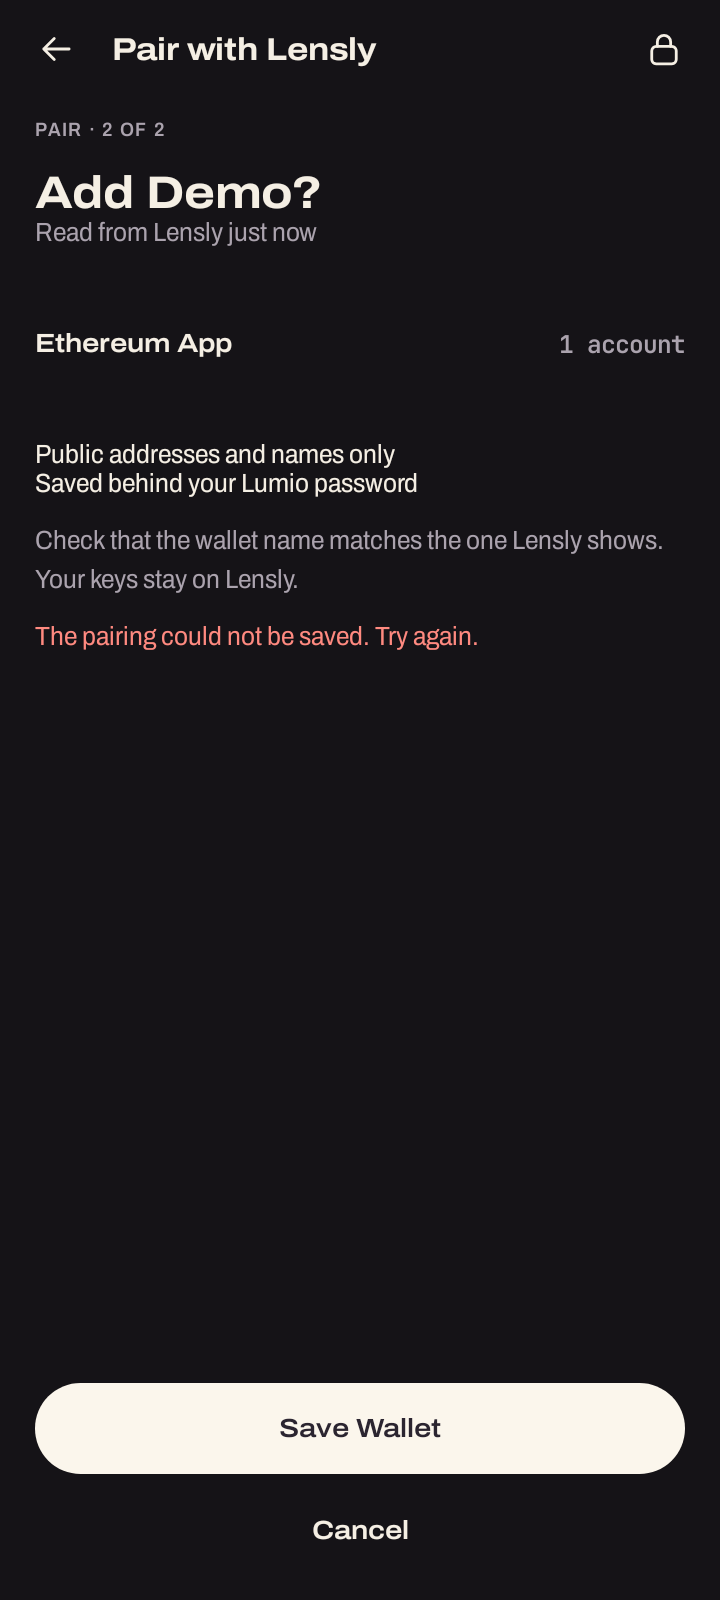 Pair with Lensly
PAIR · 2 OF 2
Add Demo?
Read from Lensly just now
Ethereum App
1 account
Public addresses and names only
Saved behind your Lumio password
Check that the wallet name matches the one Lensly shows.
Your keys stay on Lensly.
The pairing could not be saved. Try again.
Save Wallet
Cancel